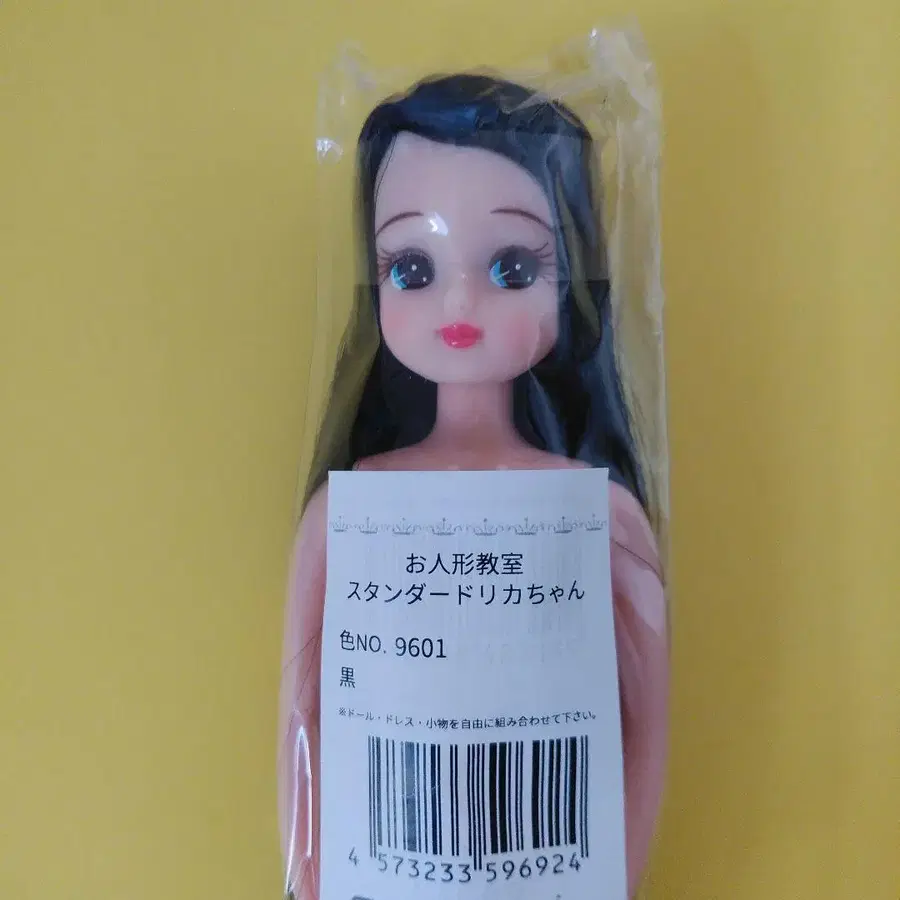 お人形教室
スタンダードリカちゃん
色NO. 9601
黒
※ドール・ドレス・小物を自由に組み合わせて下さい。
4 573233 596924